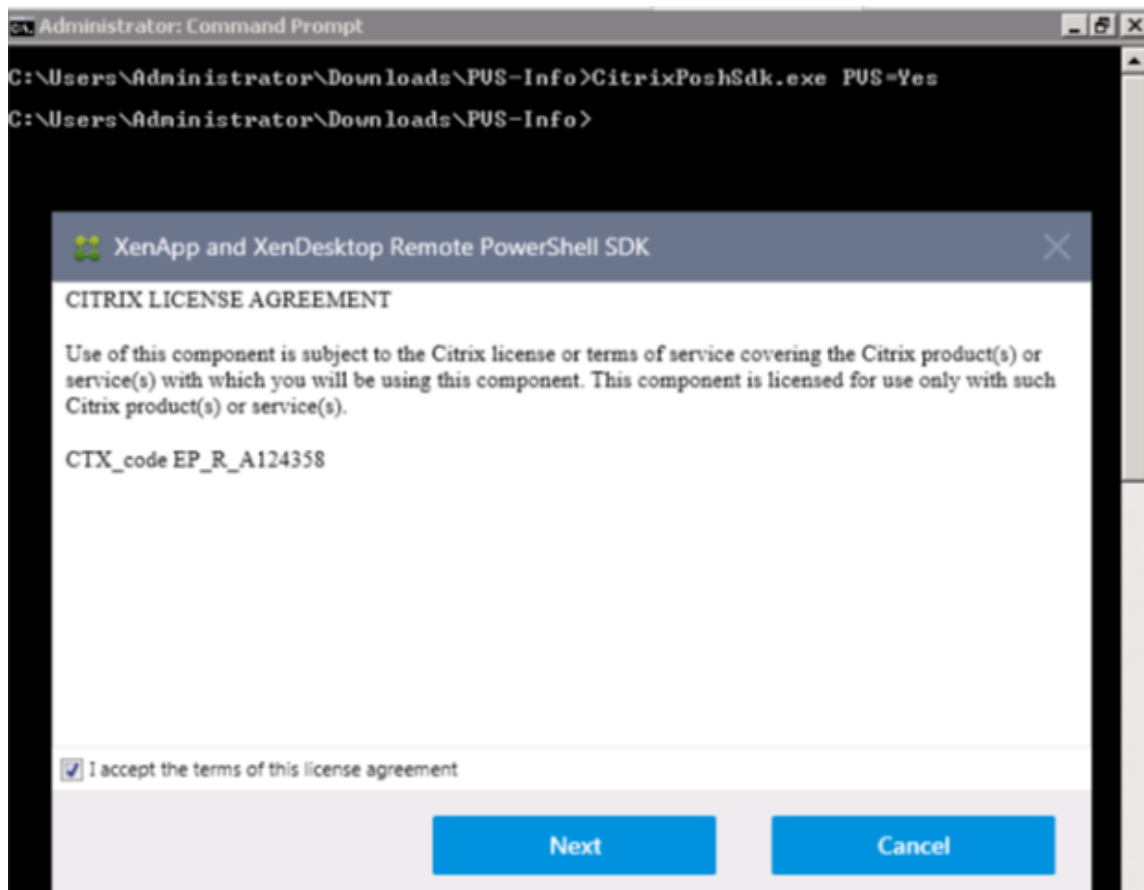 Administrator: Command Prompt
C:\Users\Administrator\Downloads\PVS-Info>CitrixPoshSdk.exe PVS=Yes
C:\Users\Administrator\Downloads\PVS-Info>
XenApp and XenDesktop Remote PowerShell SDK
CITRIX LICENSE AGREEMENT
Use of this component is subject to the Citrix license or terms of service covering the Citrix product(s) or
service(s) with which you will be using this component. This component is licensed for use only with such
Citrix product(s) or service(s).
CTX_code EP_R_A124358
I accept the terms of this license agreement
Next
Cancel